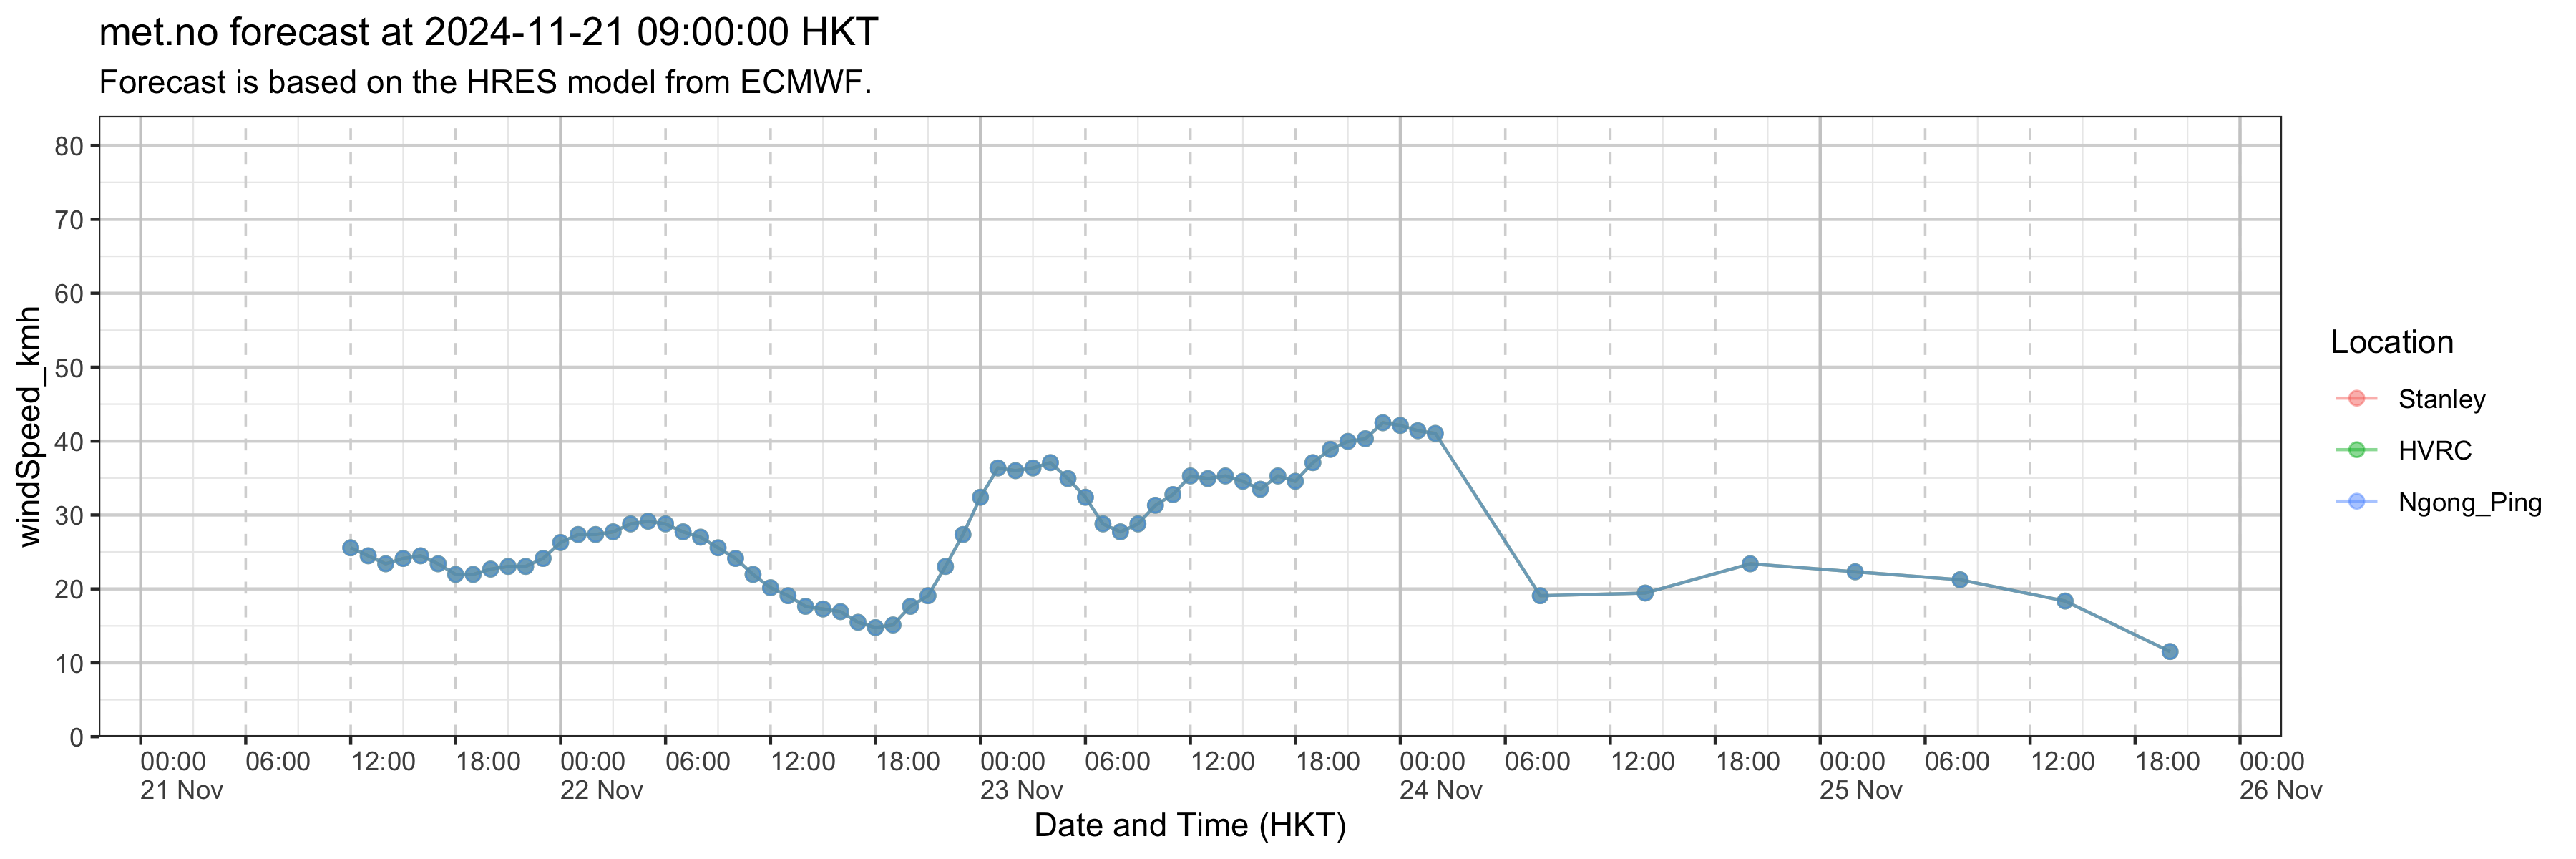 met.no forecast at 2024-11-21 09:00:00 HKT
Forecast is based on the HRES model from ECMWF.
windSpeed_kmh
80
70
60
50
40
30
20
10
0
00:00 06:00 12:00 18:00 00:00 06:00 12:00 18:00 00:00 06:00 12:00 18:00 00:00 06:00 12:00 18:00 00:00 06:00 12:00 18:00 00:00
21 Nov 22 Nov 23 Nov 24 Nov 25 Nov 26 Nov
Date and Time (HKT)
Location
Stanley
HVRC
Ngong_Ping